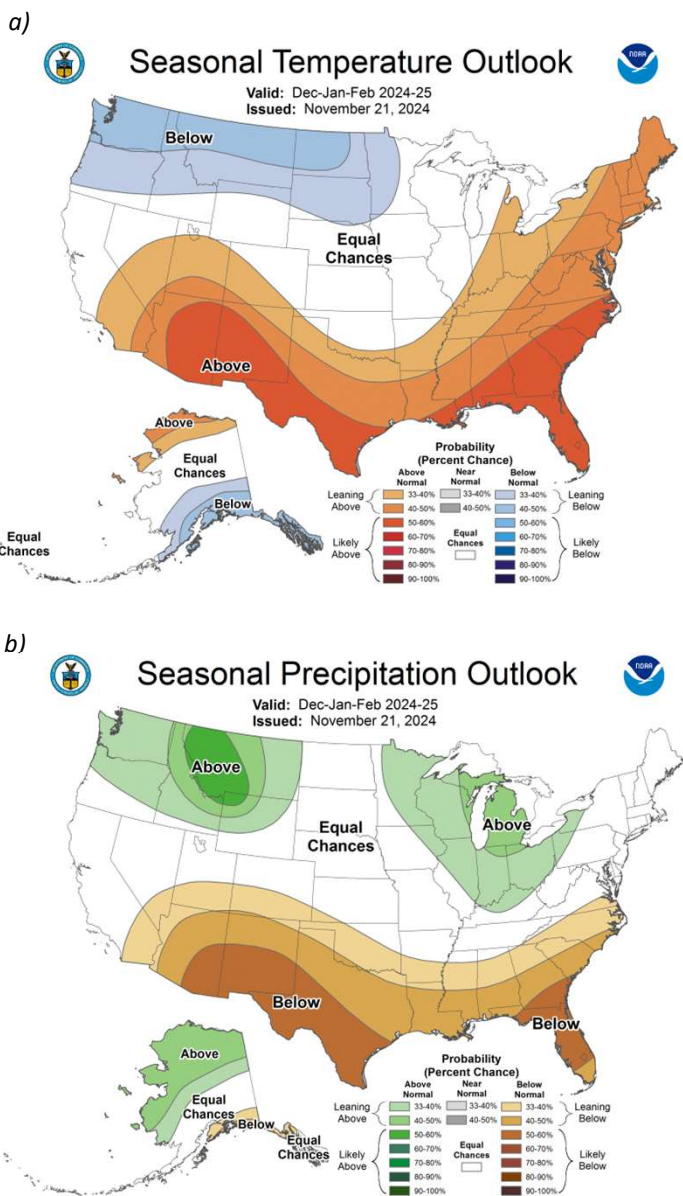 a)
NOAA
Seasonal Temperature Outlook
Valid: Dec-Jan-Feb 2024-25
Issued: November 21, 2024
Below
Equal
Chances
Above
Above
Equal
Chances
Below
Equal
Chances
Probability
(Percent Chance)
Above
Normal
Near
Normal
Below
Normal
Leaning
Above
33-40%
33-40%
33-40%
Leaning
Below
40-50%
40-50%
40-50%
Likely
Above
50-60%
Equal
Chances
50-60%
Likely
Below
60-70%
60-70%
70-80%
70-80%
80-90%
80-90%
90-100%
90-100%
b)
NOAA
Seasonal Precipitation Outlook
Valid: Dec-Jan-Feb 2024-25
Issued: November 21, 2024
Above
Equal
Chances
Above
Below
Below
Above
Equal
Chances
Below
Equal
Chances
Probability
(Percent Chance)
Above
Normal
Near
Normal
Below
Normal
Leaning
Above
33-40%
33-40%
33-40%
Leaning
Below
40-50%
40-50%
40-50%
Likely
Above
50-60%
Equal
Chances
50-60%
Likely
Below
60-70%
60-70%
70-80%
70-80%
80-90%
80-90%
90-100%
90-100%